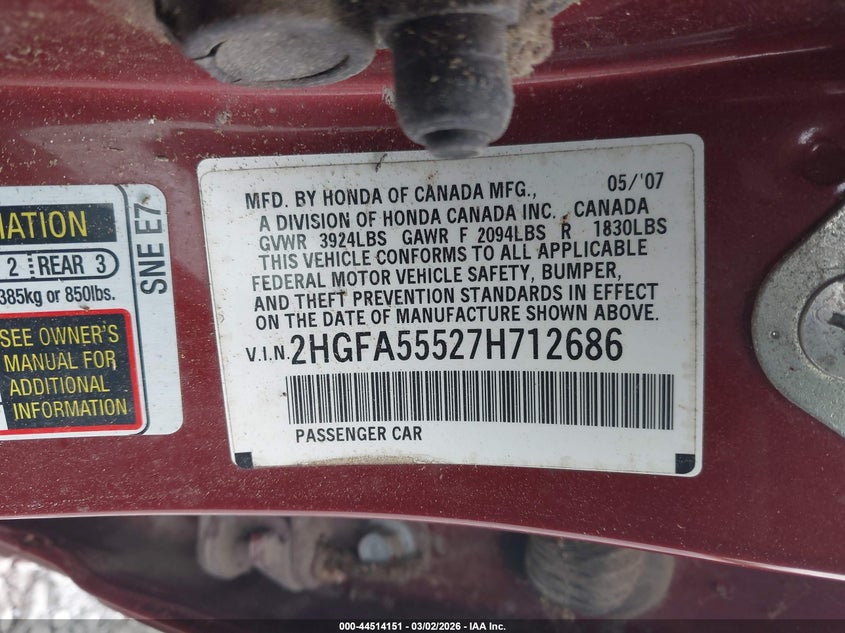 MATION
2 REAR 3
385kg or 850lbs.
SEE OWNER'S
MANUAL FOR
ADDITIONAL
INFORMATION
SNE E7
MFD. BY HONDA OF CANADA MFG., 05/'07
A DIVISION OF HONDA CANADA INC. CANADA
GVWR 3924LBS GAWR F 2094LBS R 1830LBS
THIS VEHICLE CONFORMS TO ALL APPLICABLE
FEDERAL MOTOR VEHICLE SAFETY, BUMPER,
AND THEFT PREVENTION STANDARDS IN EFFECT
ON THE DATE OF MANUFACTURE SHOWN ABOVE.
V.I.N. 2HGFA55527H712686
PASSENGER CAR
000-44514151 | 03/02/2026 | IAA Inc.